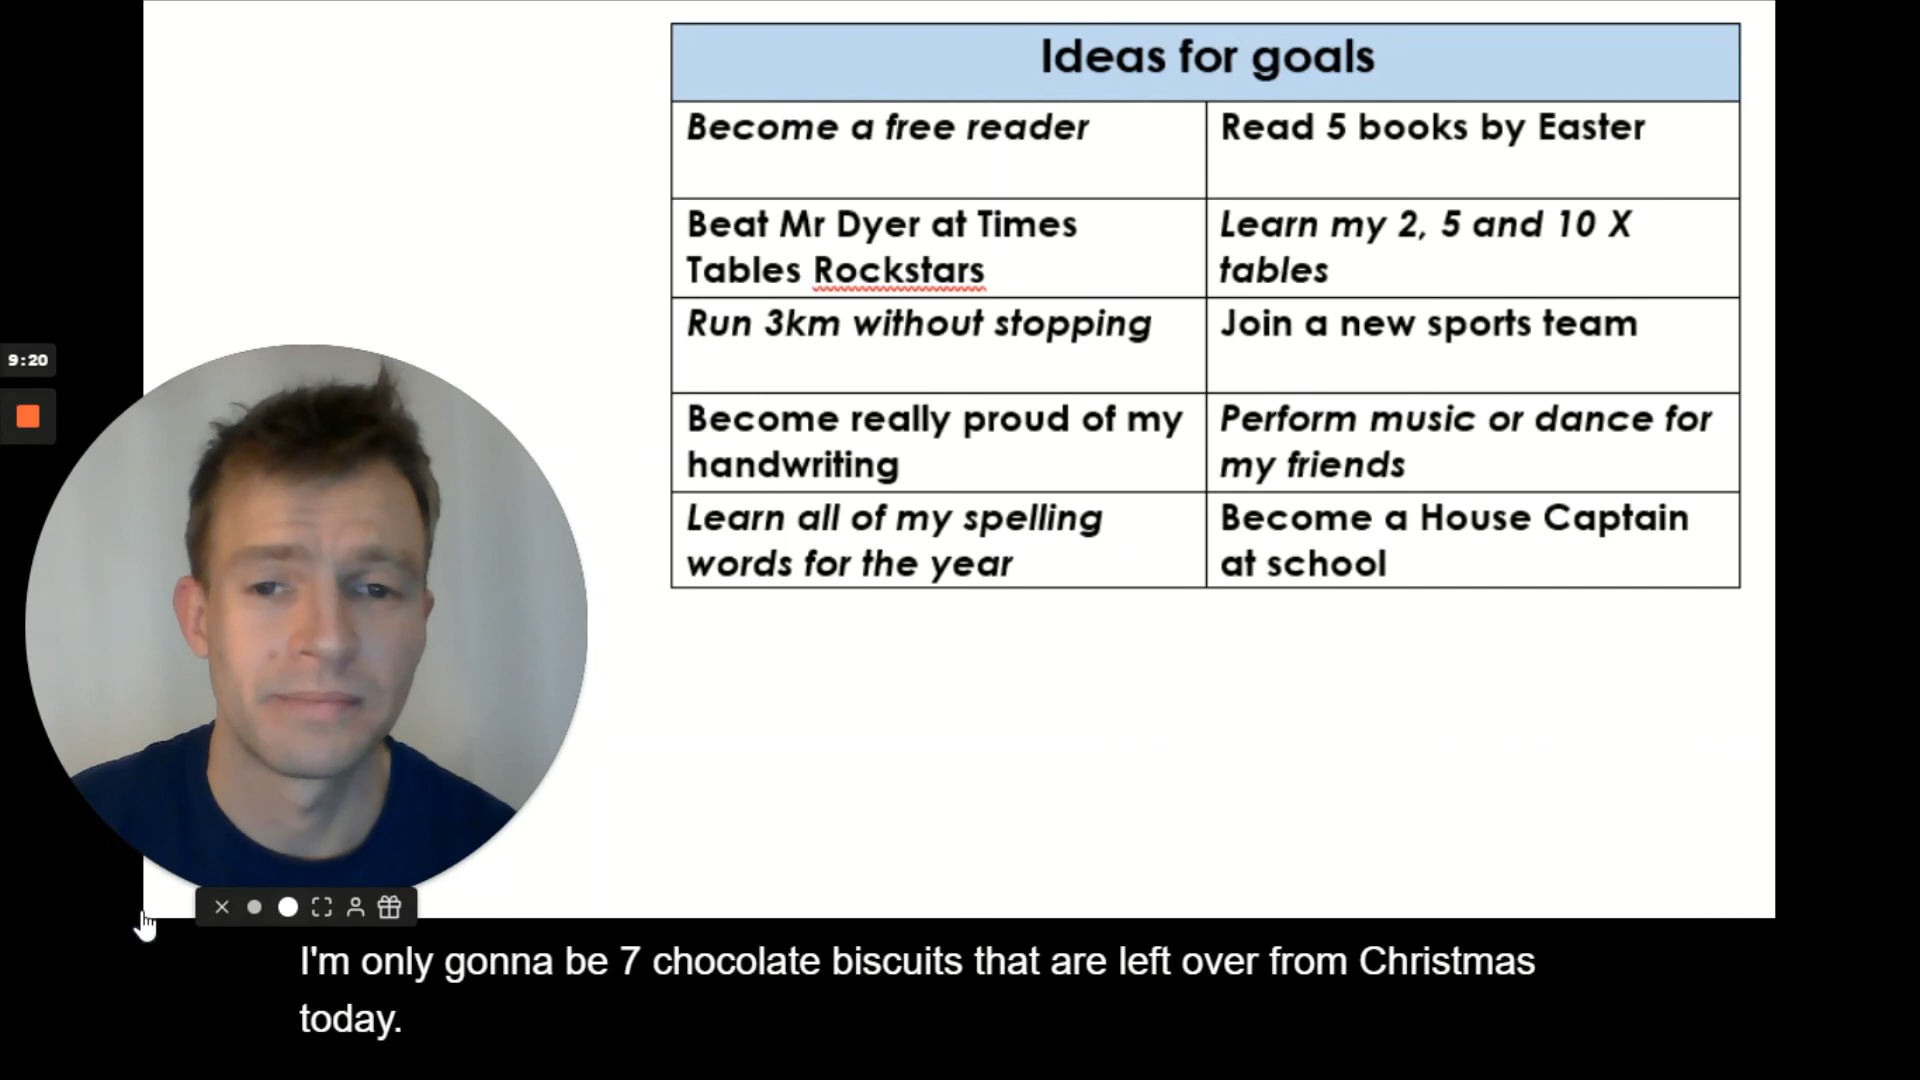 Ideas for goals
Become a free reader
Read 5 books by Easter
Beat Mr Dyer at Times
Tables Rockstars
Learn my 2, 5 and 10 X
tables
Run 3km without stopping
Join a new sports team
Become really proud of my
handwriting
Perform music or dance for
my friends
Learn all of my spelling
words for the year
Become a House Captain
at school
9:20
I'm only gonna be 7 chocolate biscuits that are left over from Christmas
today.